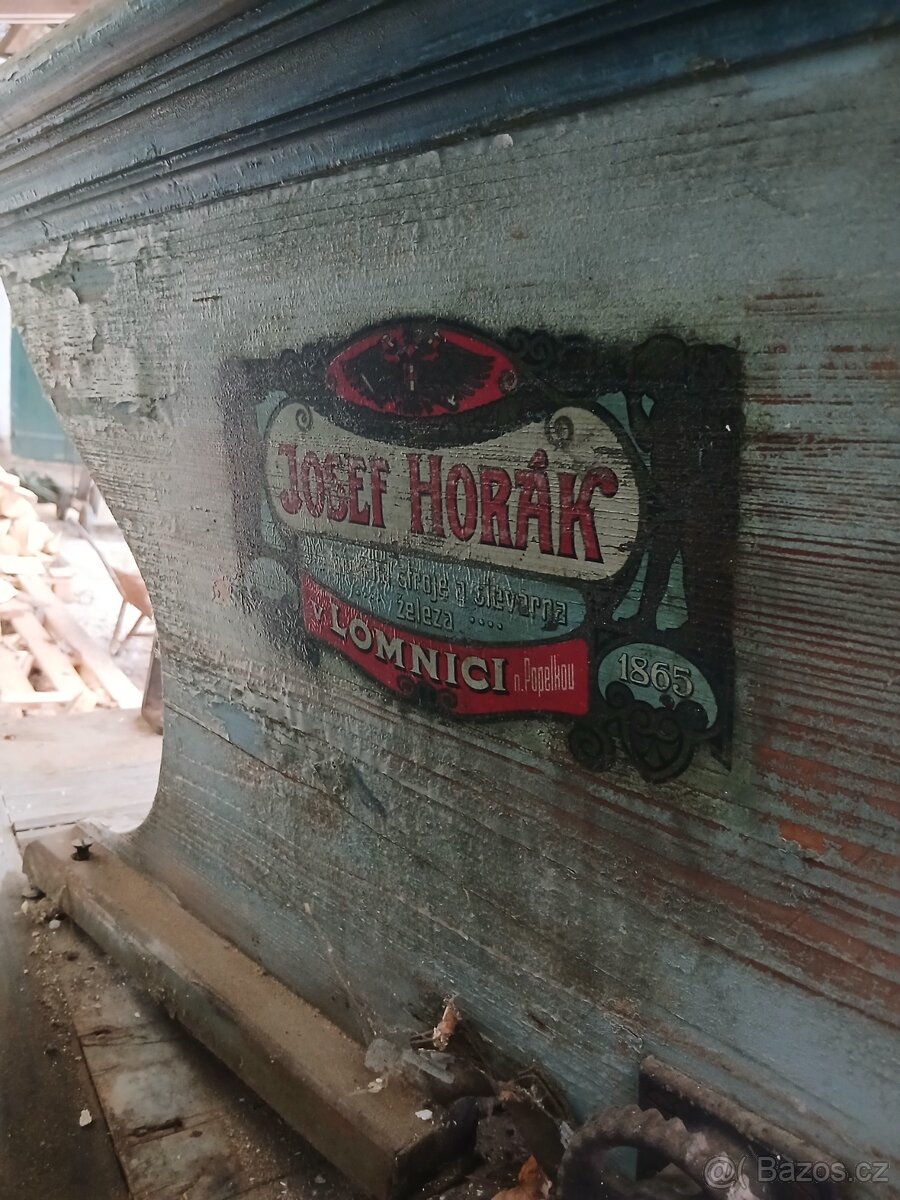 JOSEF HORÁK
stroje a slévárna
železa ....
v LOMNICI n. Popelkou
1865
@( Bazos.cz